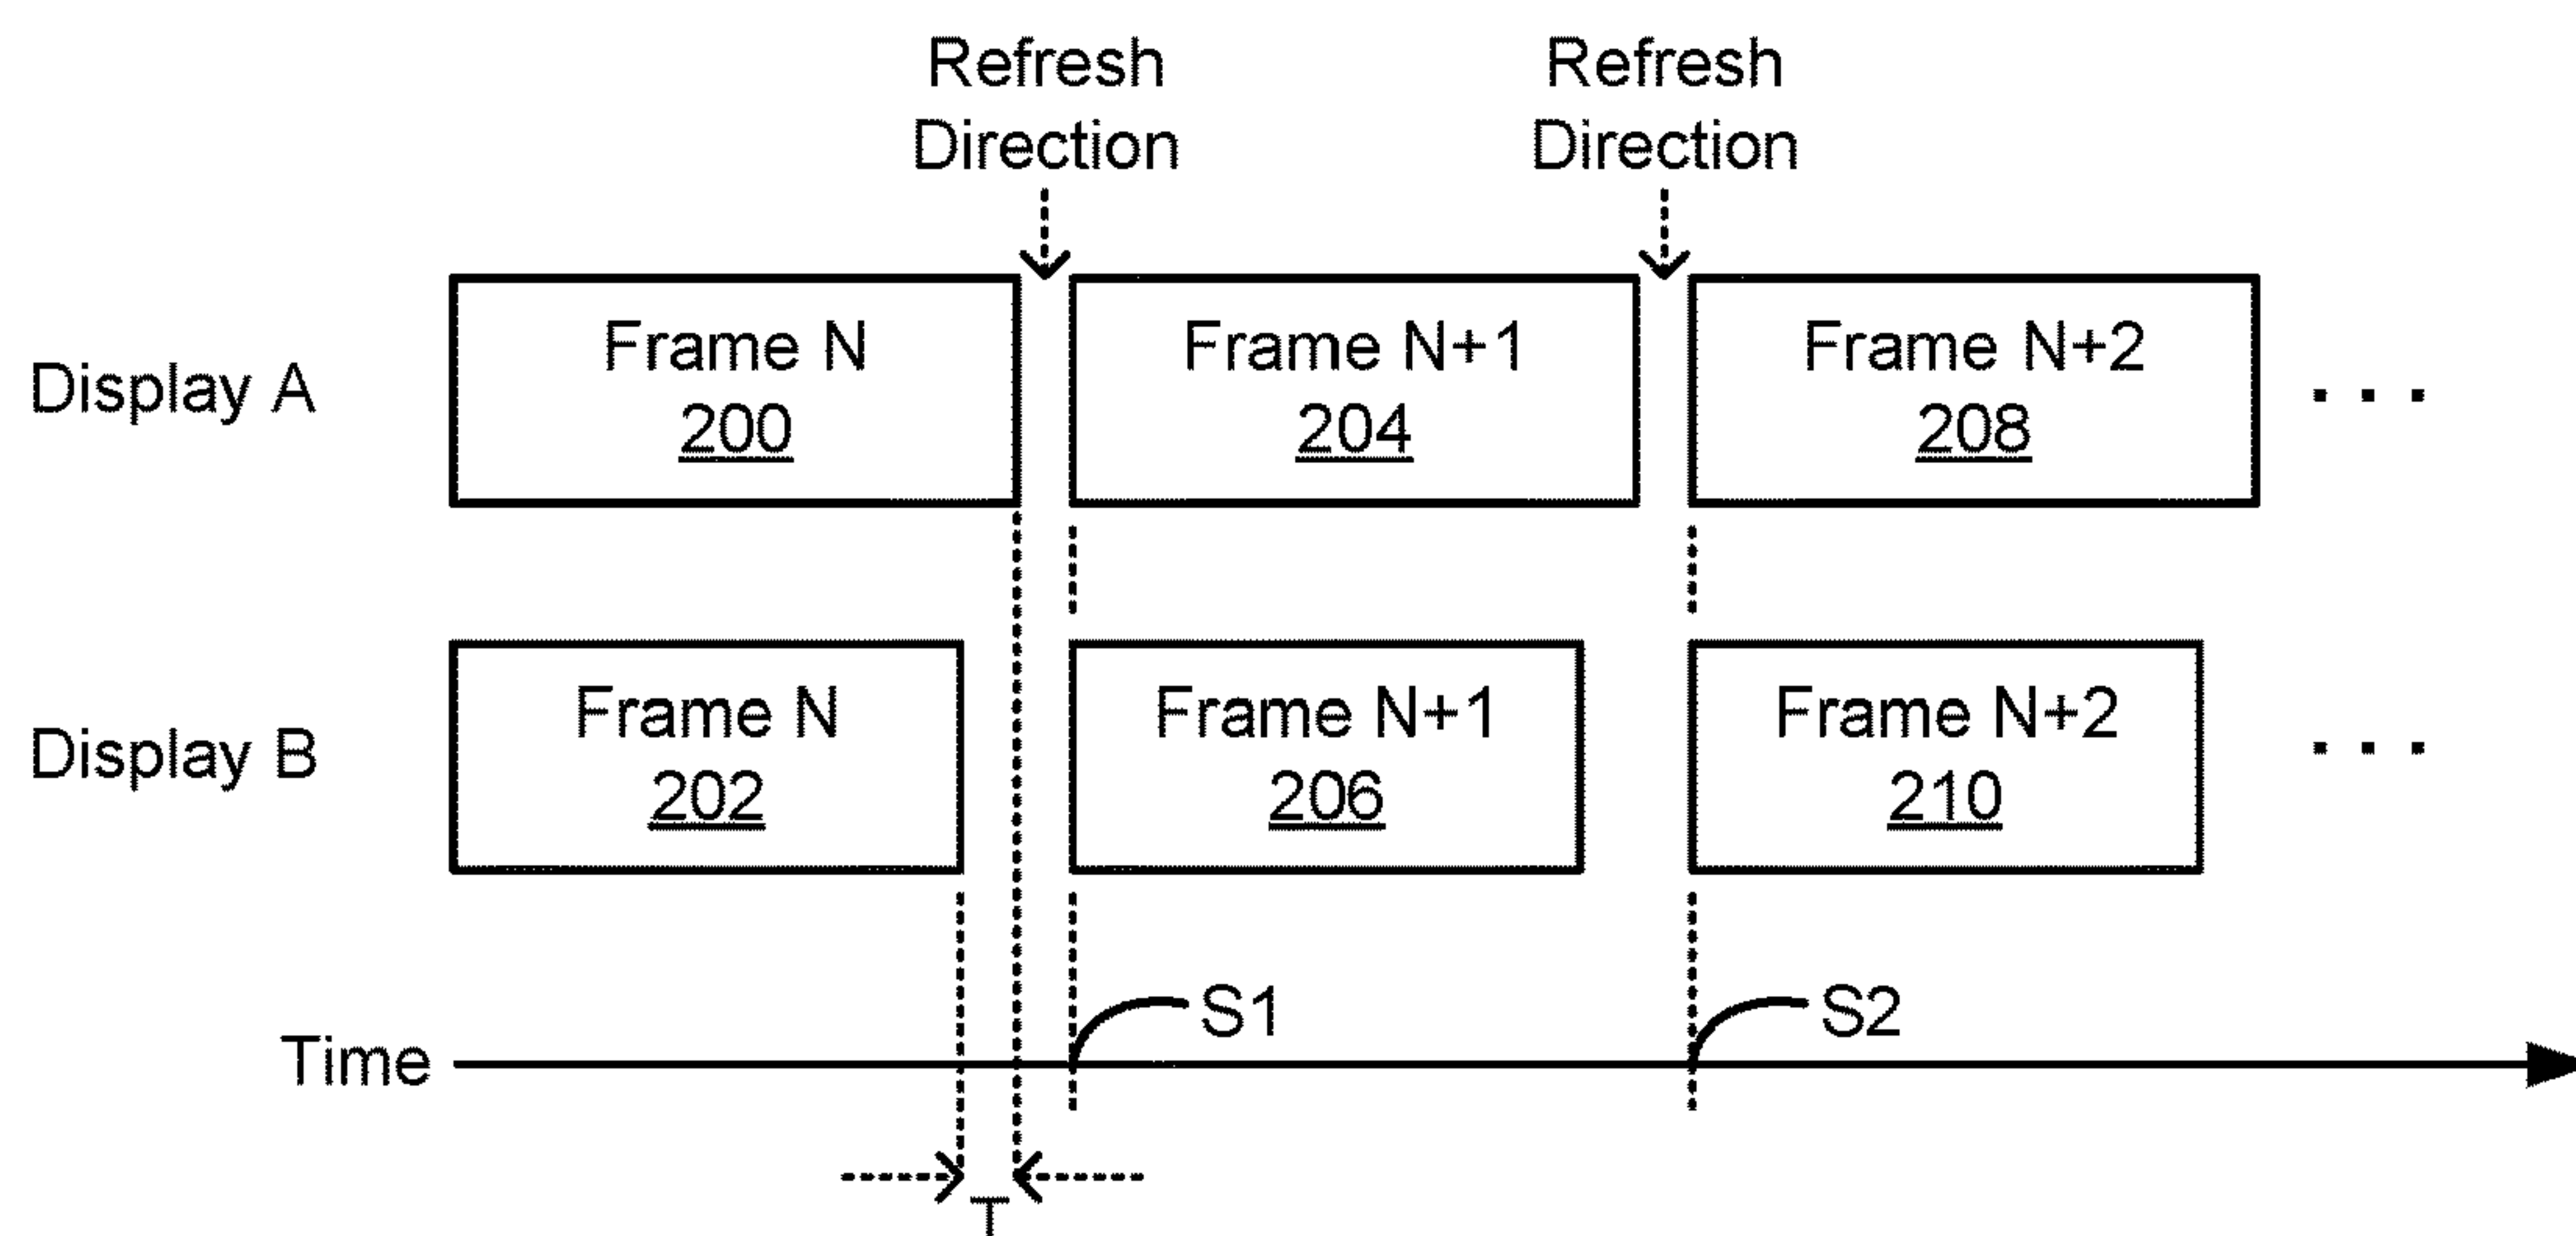 Refresh
Direction
Refresh
Direction
Display A
Frame N
200
Frame N+1
204
Frame N+2
208
. . .
Display B
Frame N
202
Frame N+1
206
Frame N+2
210
. . .
S1
S2
Time
T